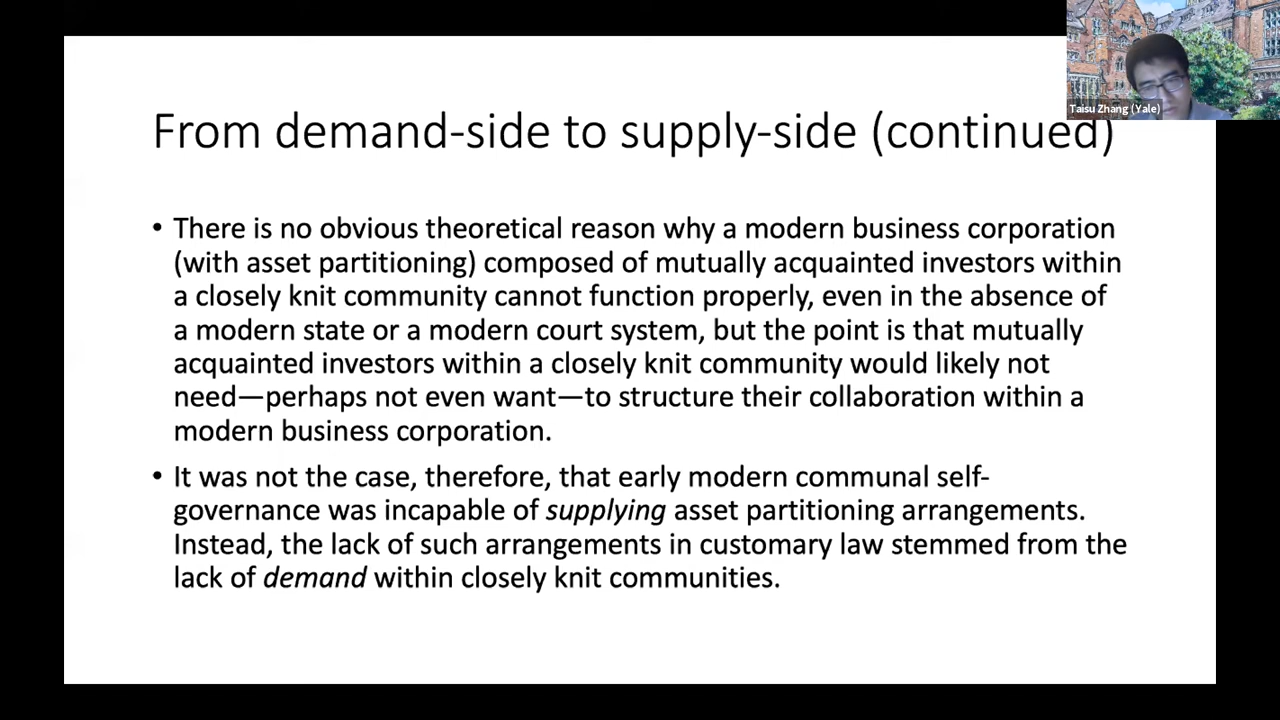 Taisu Zhang (Yale)
From demand-side to supply-side (continued)
• There is no obvious theoretical reason why a modern business corporation
(with asset partitioning) composed of mutually acquainted investors within
a closely knit community cannot function properly, even in the absence of
a modern state or a modern court system, but the point is that mutually
acquainted investors within a closely knit community would likely not
need—perhaps not even want—to structure their collaboration within a
modern business corporation.
• It was not the case, therefore, that early modern communal self-
governance was incapable of supplying asset partitioning arrangements.
Instead, the lack of such arrangements in customary law stemmed from the
lack of demand within closely knit communities.